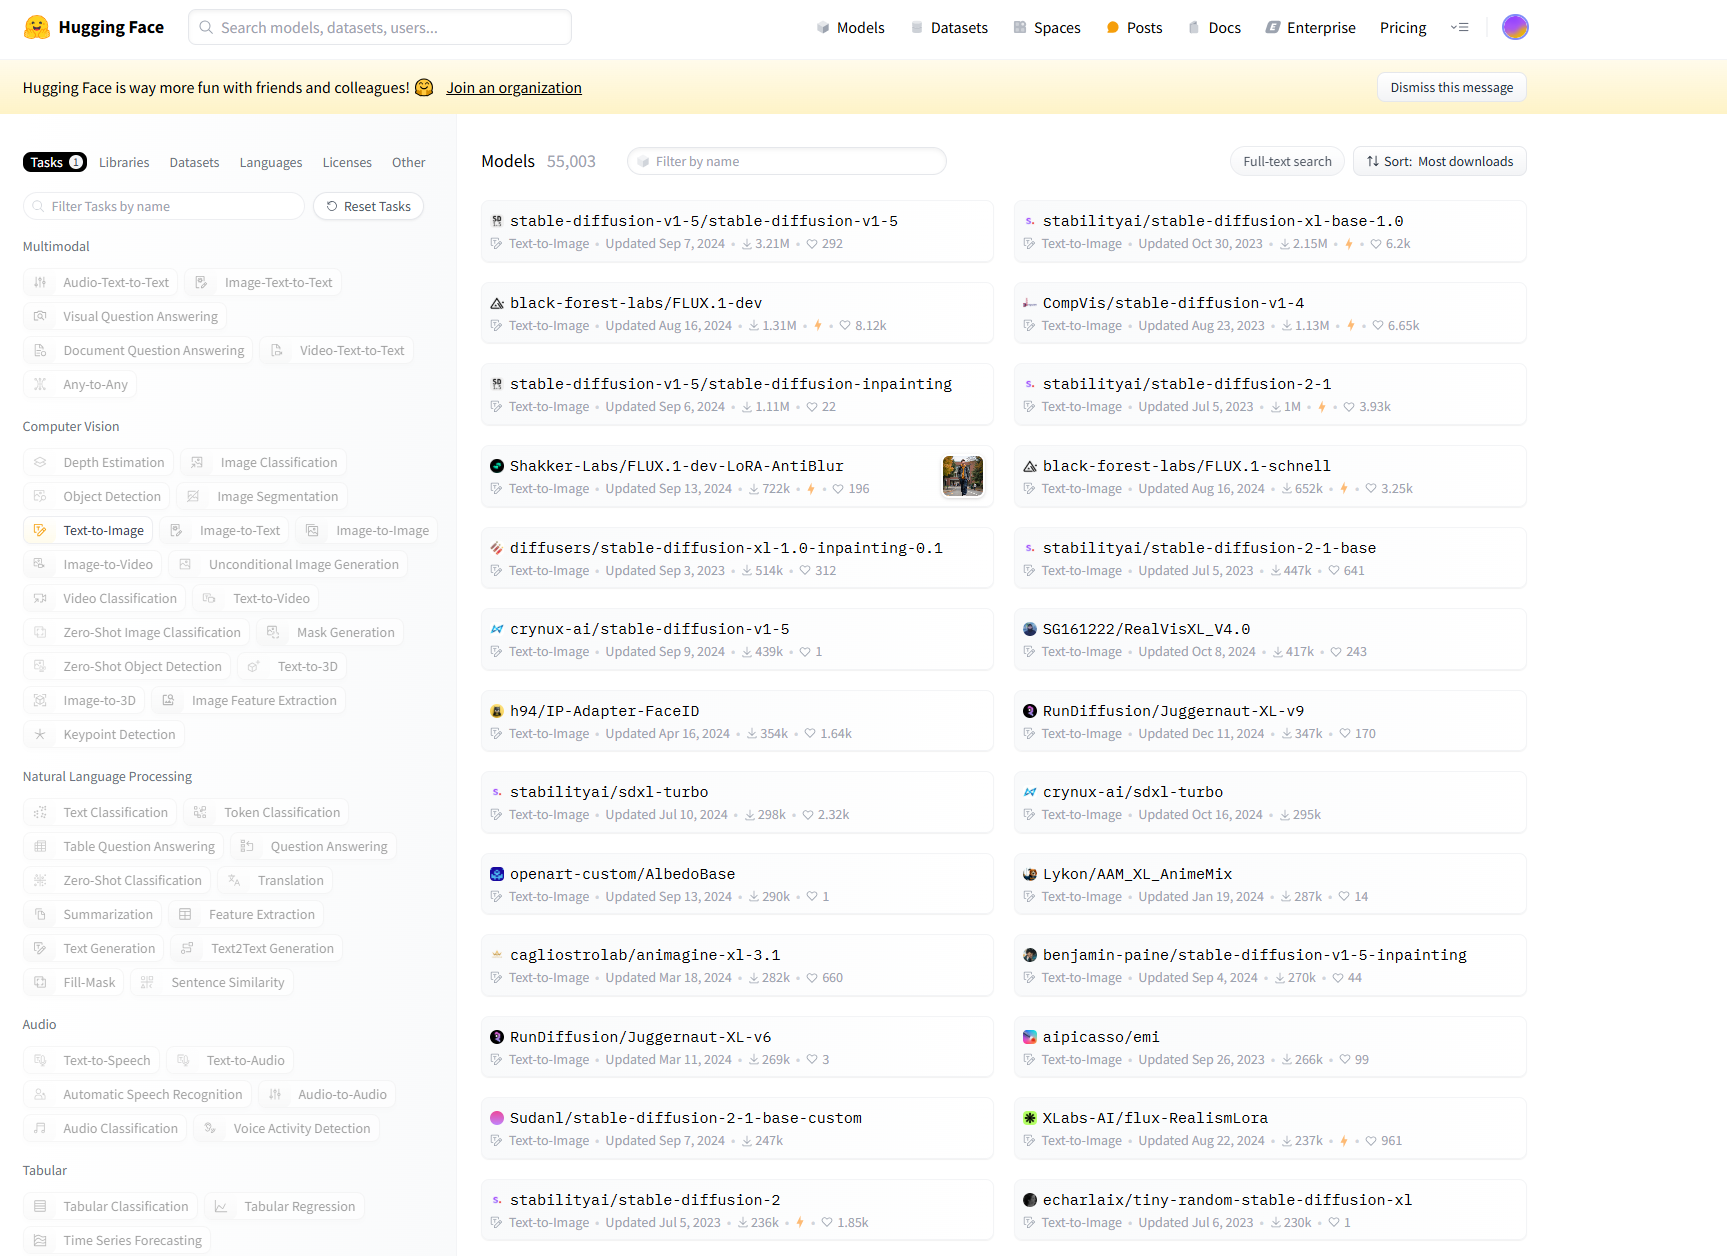 Hugging Face
Search models, datasets, users...
Models
Datasets
Spaces
Posts
Docs
Enterprise
Pricing
Hugging Face is way more fun with friends and colleagues! 🤗 Join an organization
Dismiss this message
Tasks 1
Libraries
Datasets
Languages
Licenses
Other
Filter Tasks by name
Reset Tasks
Multimodal
Audio-Text-to-Text
Image-Text-to-Text
Visual Question Answering
Document Question Answering
Video-Text-to-Text
Any-to-Any
Computer Vision
Depth Estimation
Image Classification
Object Detection
Image Segmentation
Text-to-Image
Image-to-Text
Image-to-Image
Image-to-Video
Unconditional Image Generation
Video Classification
Text-to-Video
Zero-Shot Image Classification
Mask Generation
Zero-Shot Object Detection
Text-to-3D
Image-to-3D
Image Feature Extraction
Keypoint Detection
Natural Language Processing
Text Classification
Token Classification
Table Question Answering
Question Answering
Zero-Shot Classification
Translation
Summarization
Feature Extraction
Text Generation
Text2Text Generation
Fill-Mask
Sentence Similarity
Audio
Text-to-Speech
Text-to-Audio
Automatic Speech Recognition
Audio-to-Audio
Audio Classification
Voice Activity Detection
Tabular
Tabular Classification
Tabular Regression
Time Series Forecasting
Models 55,003
Filter by name
Full-text search
Sort: Most downloads
stable-diffusion-v1-5/stable-diffusion-v1-5
Text-to-Image • Updated Sep 7, 2024 • 3.21M • 292
stabilityai/stable-diffusion-xl-base-1.0
Text-to-Image • Updated Oct 30, 2023 • 2.15M • 6.2k
black-forest-labs/FLUX.1-dev
Text-to-Image • Updated Aug 16, 2024 • 1.31M • 8.12k
CompVis/stable-diffusion-v1-4
Text-to-Image • Updated Aug 23, 2023 • 1.13M • 6.65k
stable-diffusion-v1-5/stable-diffusion-inpainting
Text-to-Image • Updated Sep 6, 2024 • 1.11M • 22
stabilityai/stable-diffusion-2-1
Text-to-Image • Updated Jul 5, 2023 • 1M • 3.93k
Shakker-Labs/FLUX.1-dev-LoRA-AntiBlur
Text-to-Image • Updated Sep 13, 2024 • 722k • 196
black-forest-labs/FLUX.1-schnell
Text-to-Image • Updated Aug 16, 2024 • 652k • 3.25k
diffusers/stable-diffusion-xl-1.0-inpainting-0.1
Text-to-Image • Updated Sep 3, 2023 • 514k • 312
stabilityai/stable-diffusion-2-1-base
Text-to-Image • Updated Jul 5, 2023 • 447k • 641
crynux-ai/stable-diffusion-v1-5
Text-to-Image • Updated Sep 9, 2024 • 439k • 1
SG161222/RealVisXL_V4.0
Text-to-Image • Updated Oct 8, 2024 • 417k • 243
h94/IP-Adapter-FaceID
Text-to-Image • Updated Apr 16, 2024 • 354k • 1.64k
RunDiffusion/Juggernaut-XL-v9
Text-to-Image • Updated Dec 11, 2024 • 347k • 170
stabilityai/sdxl-turbo
Text-to-Image • Updated Jul 10, 2024 • 298k • 2.32k
crynux-ai/sdxl-turbo
Text-to-Image • Updated Oct 16, 2024 • 295k
openart-custom/AlbedoBase
Text-to-Image • Updated Sep 13, 2024 • 290k • 1
Lykon/AAM_XL_AnimeMix
Text-to-Image • Updated Jan 19, 2024 • 287k • 14
cagliostrolab/animagine-xl-3.1
Text-to-Image • Updated Mar 18, 2024 • 282k • 660
benjamin-paine/stable-diffusion-v1-5-inpainting
Text-to-Image • Updated Sep 4, 2024 • 270k • 44
RunDiffusion/Juggernaut-XL-v6
Text-to-Image • Updated Mar 11, 2024 • 269k • 3
aipicasso/emi
Text-to-Image • Updated Sep 26, 2023 • 266k • 99
Sudanl/stable-diffusion-2-1-base-custom
Text-to-Image • Updated Sep 7, 2024 • 247k
XLabs-AI/flux-RealismLora
Text-to-Image • Updated Aug 22, 2024 • 237k • 961
stabilityai/stable-diffusion-2
Text-to-Image • Updated Jul 5, 2023 • 236k • 1.85k
echarlaix/tiny-random-stable-diffusion-xl
Text-to-Image • Updated Jul 6, 2023 • 230k • 1